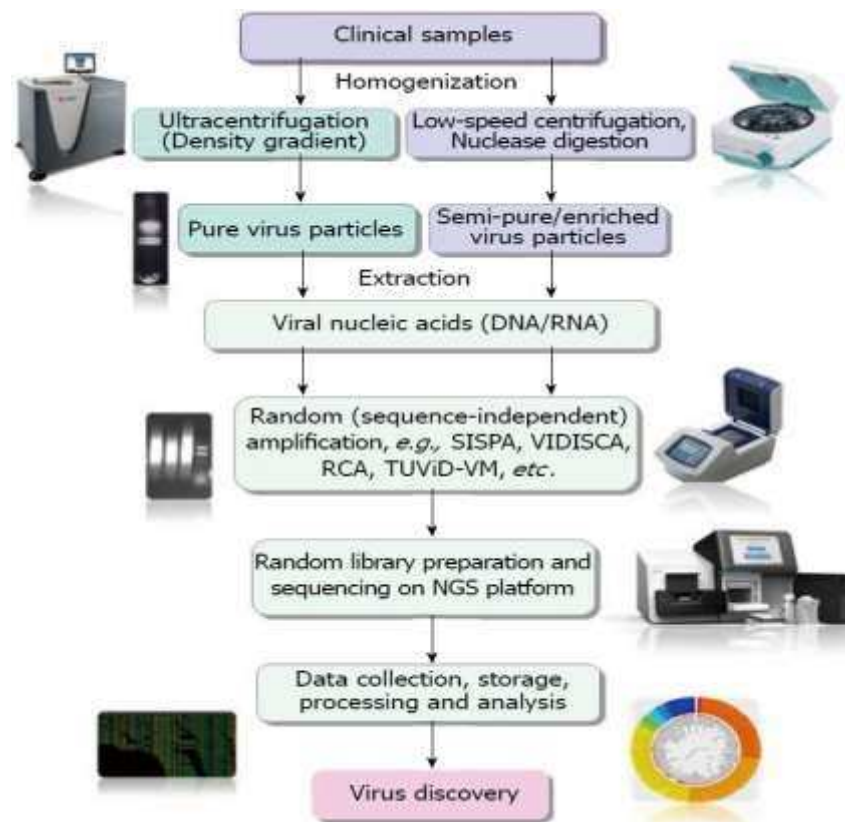 Clinical samples
Homogenization
Ultracentrifugation
(Density gradient)
Low-speed centrifugation,
Nuclease digestion
Pure virus particles
Semi-pure/enriched
virus particles
Extraction
Viral nucleic acids (DNA/RNA)
Random (sequence-independent)
amplification, e.g., SISPA, VIDISCA,
RCA, TUViD-VM, etc.
Random library preparation and
sequencing on NGS platform
Data collection, storage,
processing and analysis
Virus discovery